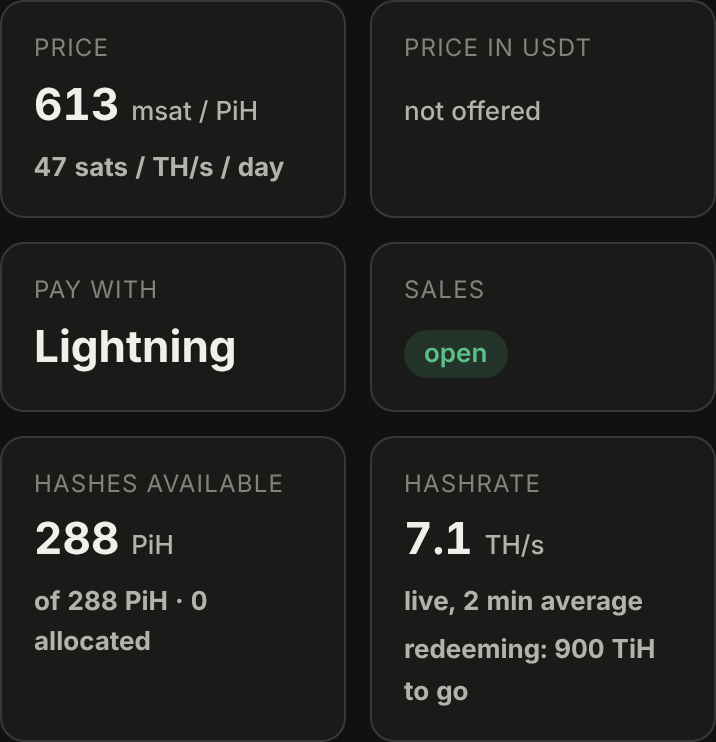 PRICE
613 msat / PiH
47 sats / TH/s / day
PRICE IN USDT
not offered
PAY WITH
Lightning
SALES
open
HASHES AVAILABLE
288 PiH
of 288 PiH · 0
allocated
HASHRATE
7.1 TH/s
live, 2 min average
redeeming: 900 TiH
to go